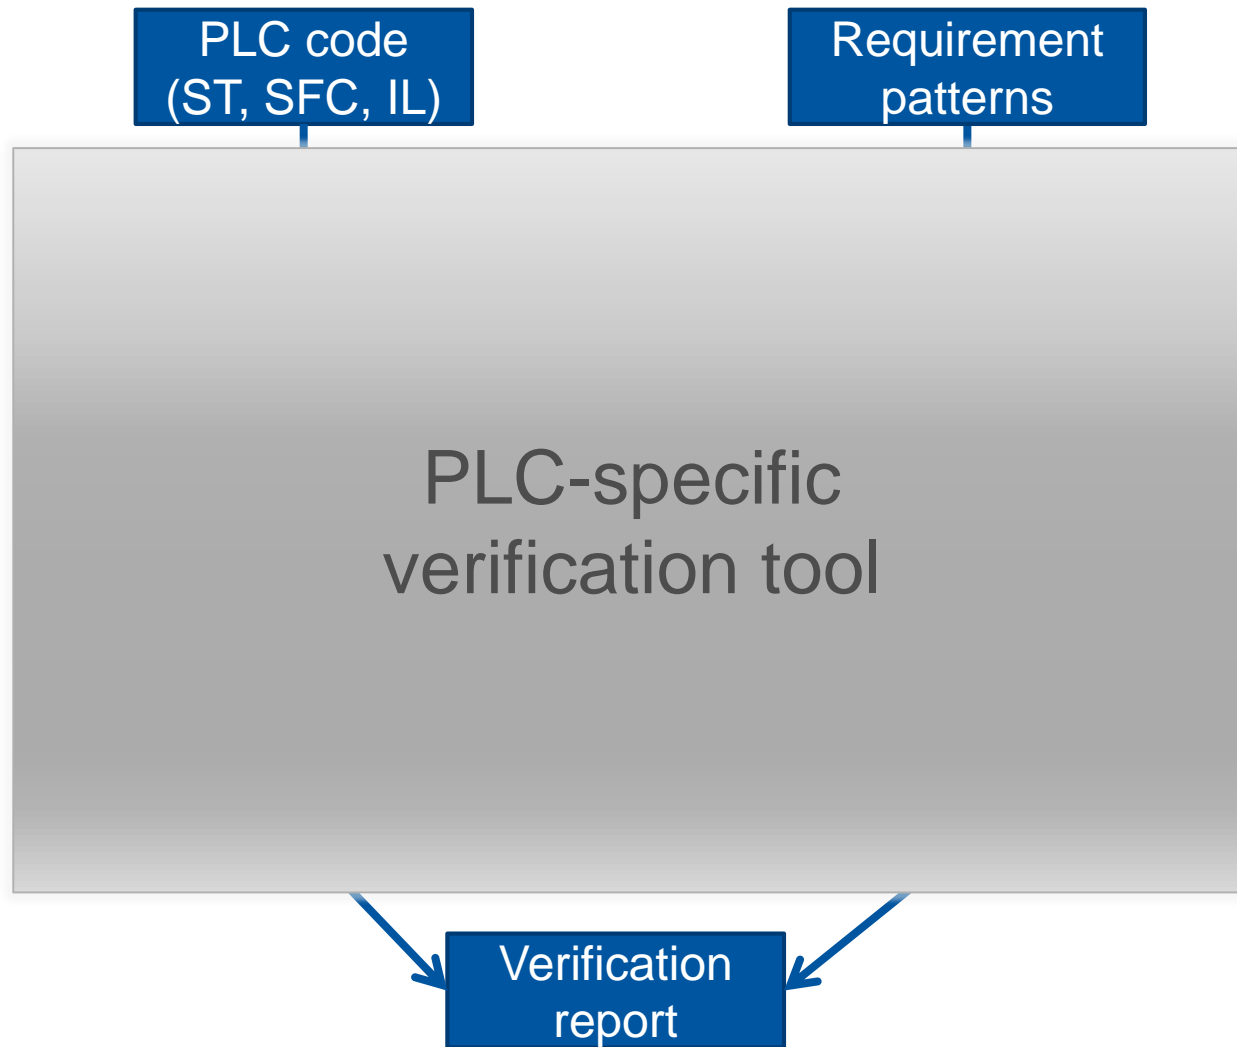 PLC code
(ST, SFC, IL)
Requirement
patterns
PLC-specific
verification tool
Verification
report